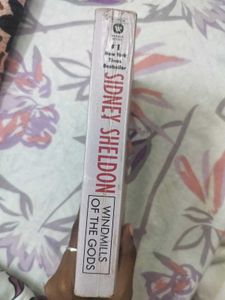 #1
New York
Times
Bestseller
SIDNEY SHELDON
WINDMILLS
OF THE GODS